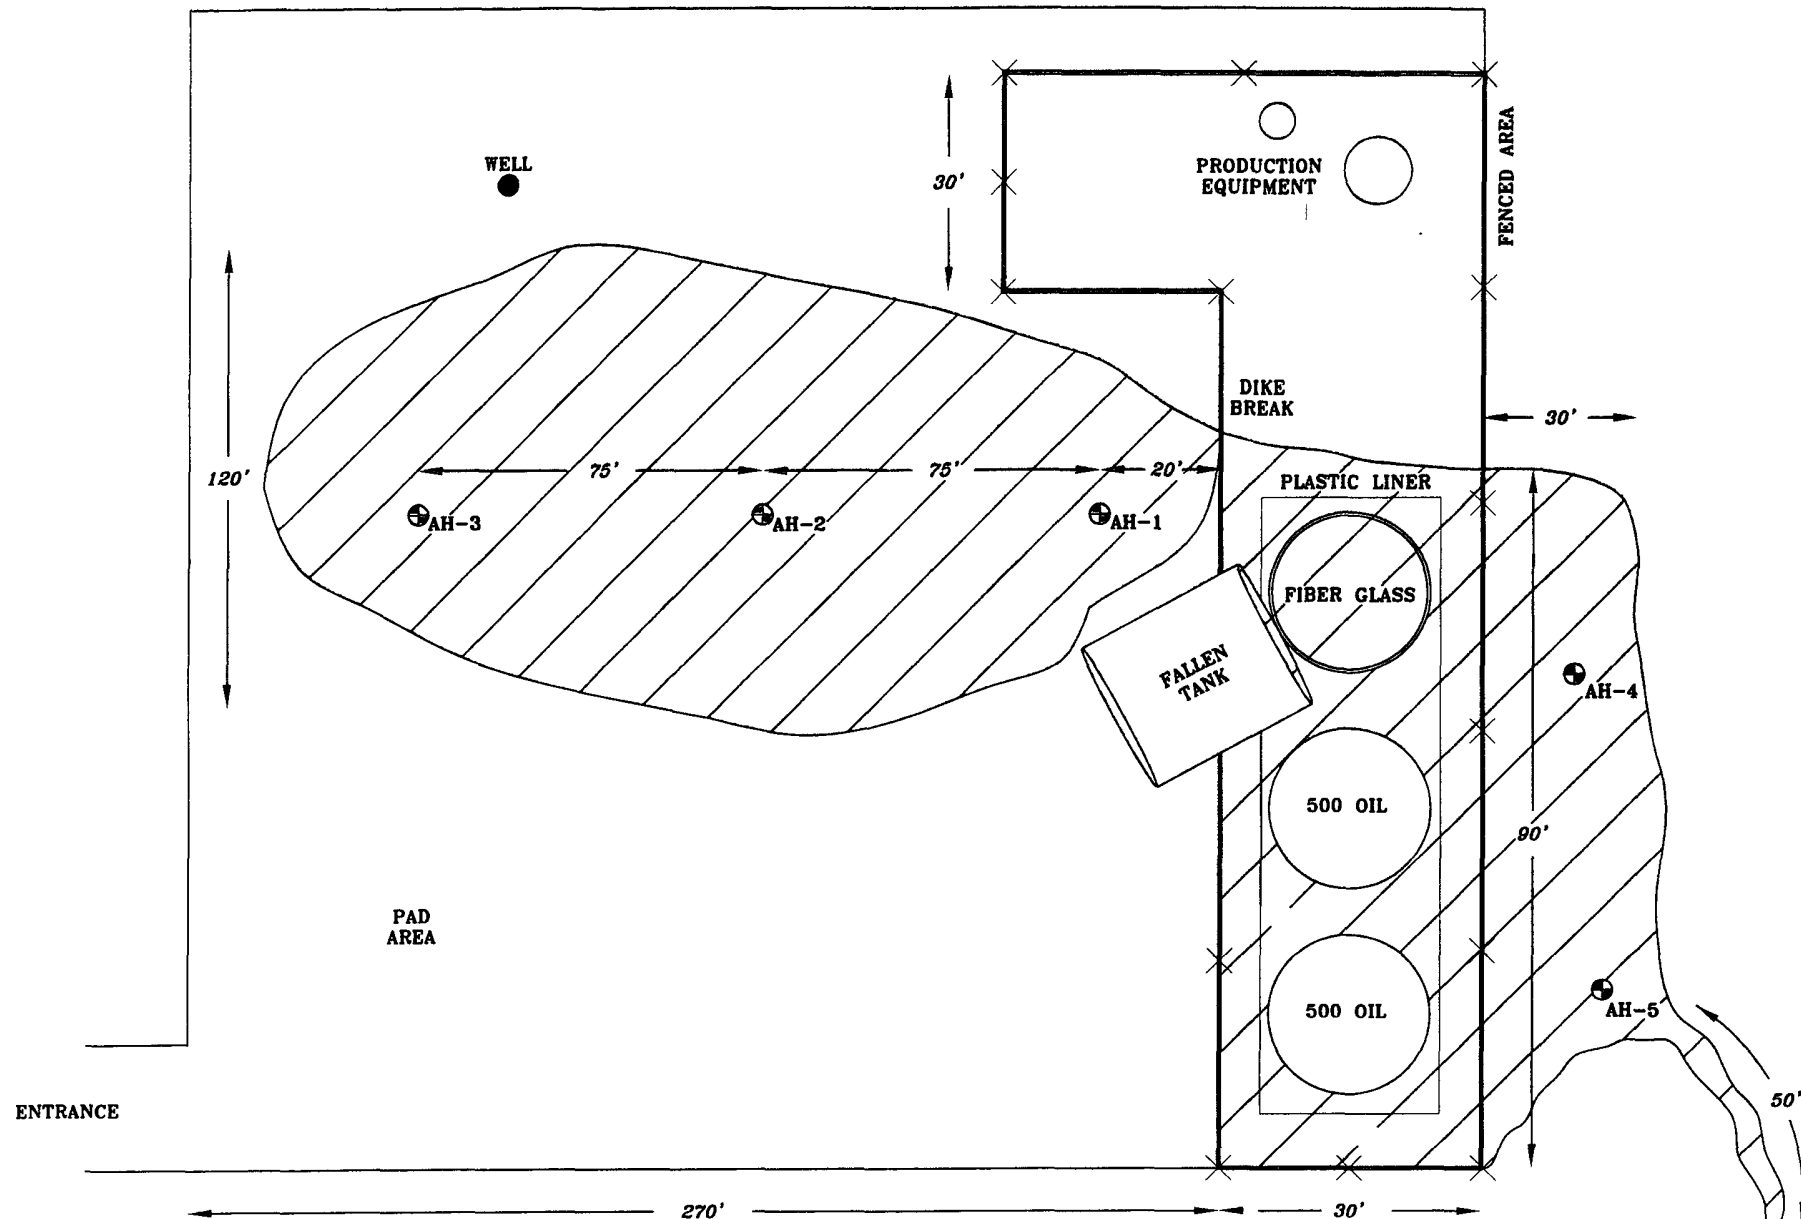 WELL
30'
PRODUCTION
EQUIPMENT
FENCED AREA
DIKE
BREAK
30'
120'
75'
75'
20'
PLASTIC LINER
AH-3
AH-2
AH-1
FIBER GLASS
FALLEN
TANK
AH-4
500 OIL
90'
PAD
AREA
AH-5
500 OIL
50'
ENTRANCE
270'
30'